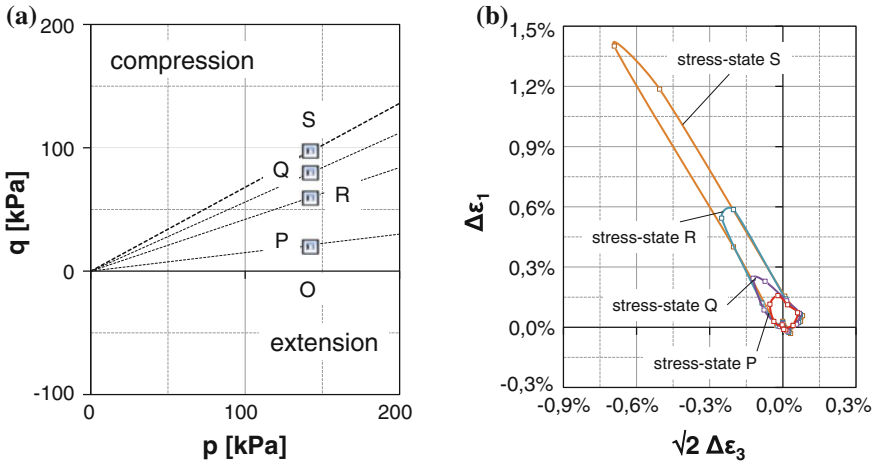 (a)
200
100
0
-100
q [kPa]
compression
S
Q
R
P
O
extension
0
100
200
p [kPa]
(b)
1,5%
1,2%
0,9%
0,6%
0,3%
0,0%
-0,3%
Δε1
stress-state S
stress-state R
stress-state Q
stress-state P
-0,9%
-0,6%
-0,3%
0,0%
0,3%
√2 Δε3